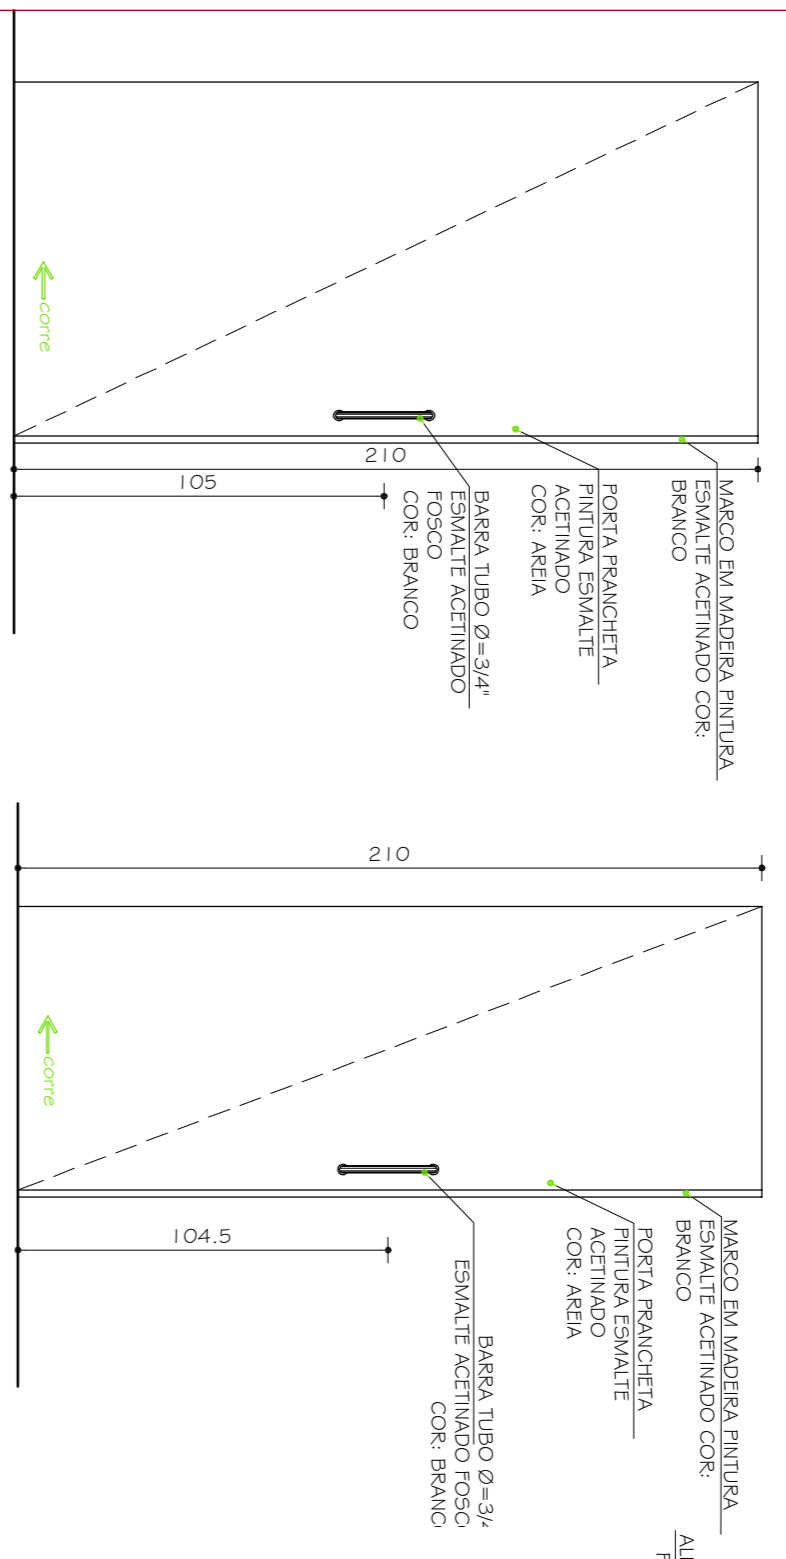 corre
210
105
MARCO EM MADEIRA PINTURA
ESMALTE ACETINADO COR:
BRANCO
PORTA PRANCHETA
PINTURA ESMALTE
ACETINADO
COR: AREIA
BARRA TUBO Ø=3/4"
ESMALTE ACETINADO
FOSCO
COR: BRANCO
210
corre
104.5
MARCO EM MADEIRA PINTURA
ESMALTE ACETINADO COR:
BRANCO
PORTA PRANCHETA
PINTURA ESMALTE
ACETINADO
COR: AREIA
BARRA TUBO Ø=3/
ESMALTE ACETINADO FOSC
COR: BRANC